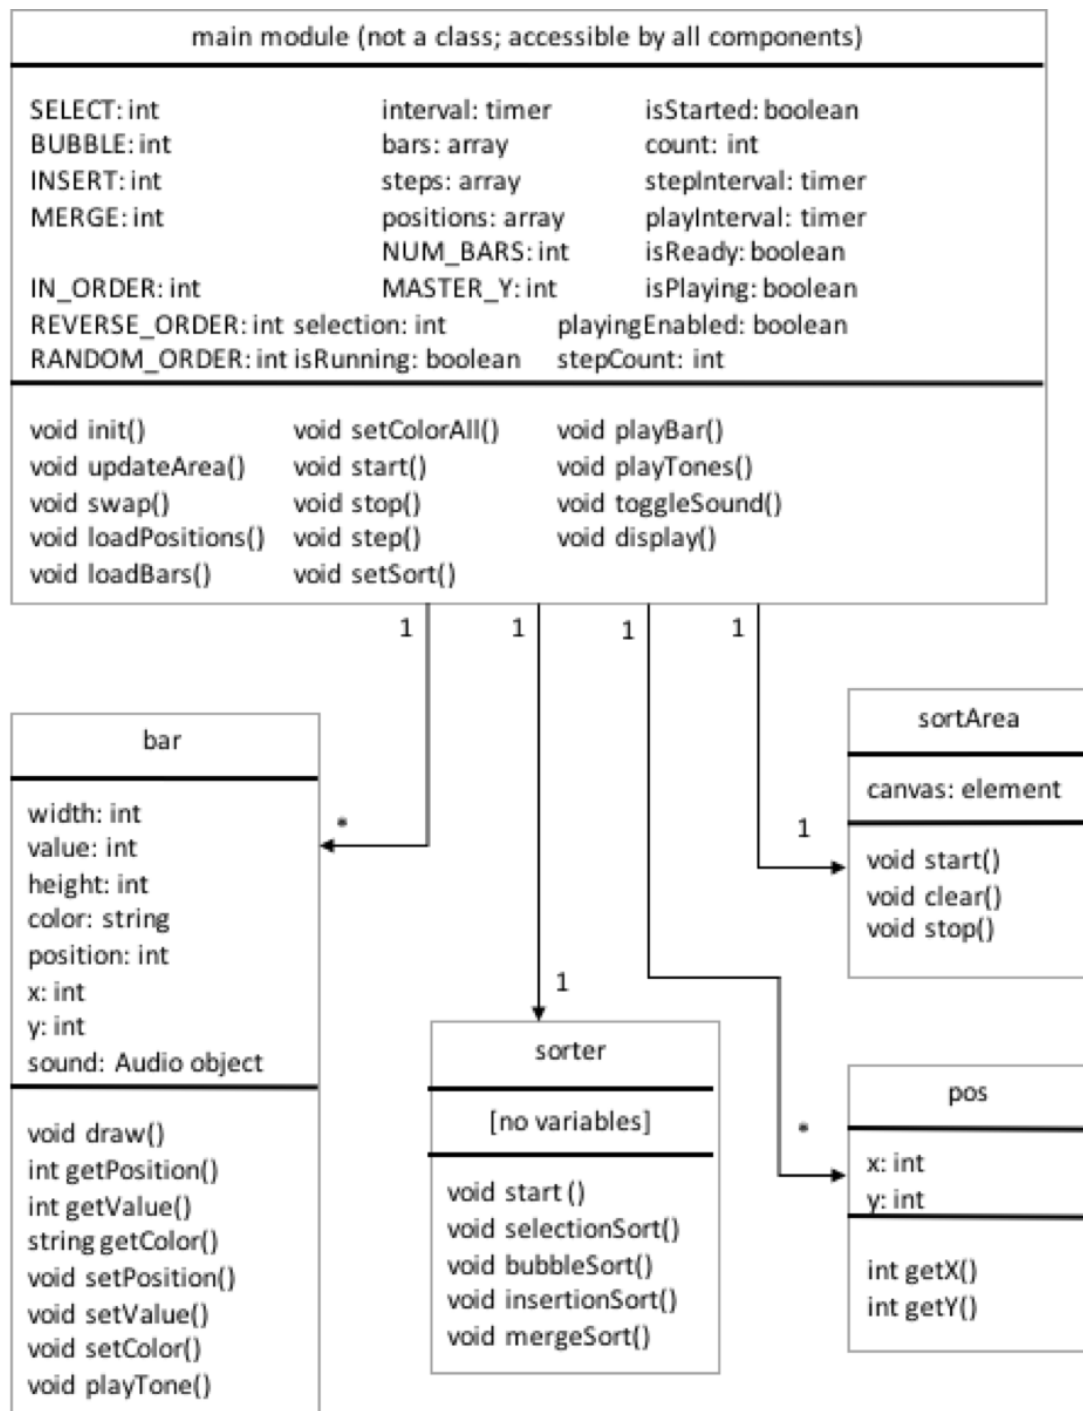 main module (not a class; accessible by all components)
SELECT: int interval: timer isStarted: boolean
BUBBLE: int bars: array count: int
INSERT: int steps: array stepInterval: timer
MERGE: int positions: array playInterval: timer
NUM_BARS: int isReady: boolean
IN_ORDER: int MASTER_Y: int isPlaying: boolean
REVERSE_ORDER: int selection: int playingEnabled: boolean
RANDOM_ORDER: int isRunning: boolean stepCount: int
void init() void setColorAll() void playBar()
void updateArea() void start() void playTones()
void swap() void stop() void toggleSound()
void loadPositions() void step() void display()
void loadBars() void setSort()
1 1 1 1
bar
width: int
value: int
height: int
color: string
position: int
x: int
y: int
sound: Audio object
void draw()
int getPosition()
int getValue()
string getColor()
void setPosition()
void setValue()
void setColor()
void playTone()
*
1
sorter
[no variables]
void start ()
void selectionSort()
void bubbleSort()
void insertionSort()
void mergeSort()
1
sortArea
canvas: element
void start()
void clear()
void stop()
*
pos
x: int
y: int
int getX()
int getY()